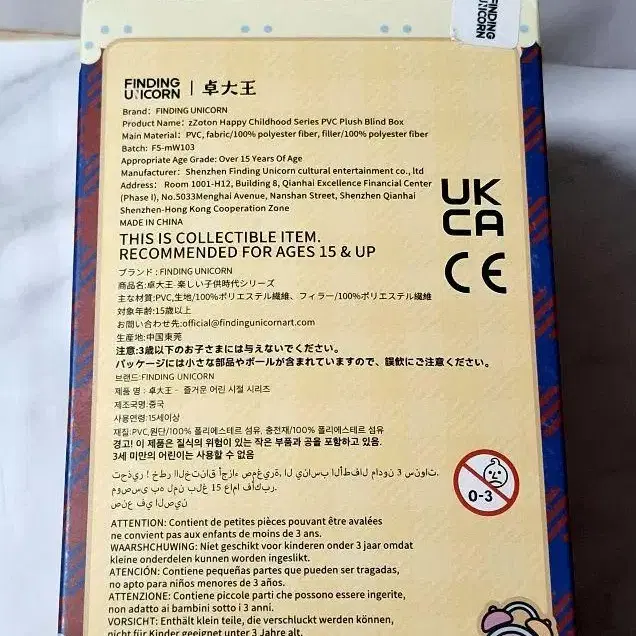 FINDING
UNICORN
FINDING UNICORN | 卓大王
Brand: FINDING UNICORN
Product Name: zZoton Happy Childhood Series PVC Plush Blind Box
Main Material: PVC, fabric/100% polyester fiber, filler/100% polyester fiber
Batch: F5-mW103
Appropriate Age Grade: Over 15 Years Of Age
Manufacturer: Shenzhen Finding Unicorn cultural entertainment co., ltd
Address: Room 1001-H12, Building 8, Qianhai Excellence Financial Center
(Phase I), No.5033Menghai Avenue, Nanshan Street, Shenzhen Qianhai
Shenzhen-Hong Kong Cooperation Zone
MADE IN CHINA
THIS IS COLLECTIBLE ITEM.
RECOMMENDED FOR AGES 15 & UP
UK
CA
CE
ブランド: FINDING UNICORN
商品名:卓大王·楽しい子供時代シリーズ
主な材質:PVC,生地/100%ポリエステル繊維、フィラー/100%ポリエステル繊維
対象年齢:15歳以上
お問い合わせ先:official@findingunicornart.com
生産地:中国東莞
注意:3歳以下のお子さまには与えないでください。
パッケージには小さな部品やボールが含まれていますので、誤飲にご注意ください。
브랜드:FINDING UNICORN
제품 명: 卓大王- 즐거운 어린 시절 시리즈
제조국명:중국
사용연령:15세이상
재질:PVC,원단/100% 폴리에스테르 섬유, 충전재/100% 폴리에스테르 섬유
경고! 이 제품은 질식의 위험이 있는 작은 부품과 공을 포함하고 있음.
3세 미만의 어린이는 사용할 수 없음
0-3
ATTENTION: Contient de petites pièces pouvant être avalées
ne convient pas aux enfants de moins de 3 ans.
WAARSHCHUWING: Niet geschikt voor kinderen onder 3 jaar omdat
kleine onderdelen kunnen worden ingeslikt.
ATENCIÓN: Contiene pequeñas partes que pueden ser tragadas,
no apto para niños menores de 3 años.
ATTENZIONE: Contiene piccole parti che possono essere ingerite,
non adatto ai bambini sotto i 3 anni.
VORSICHT: Enthält klein teile, die verschluckt werden können,
nicht für Kinder geeignet unter 3 Jahre alt.